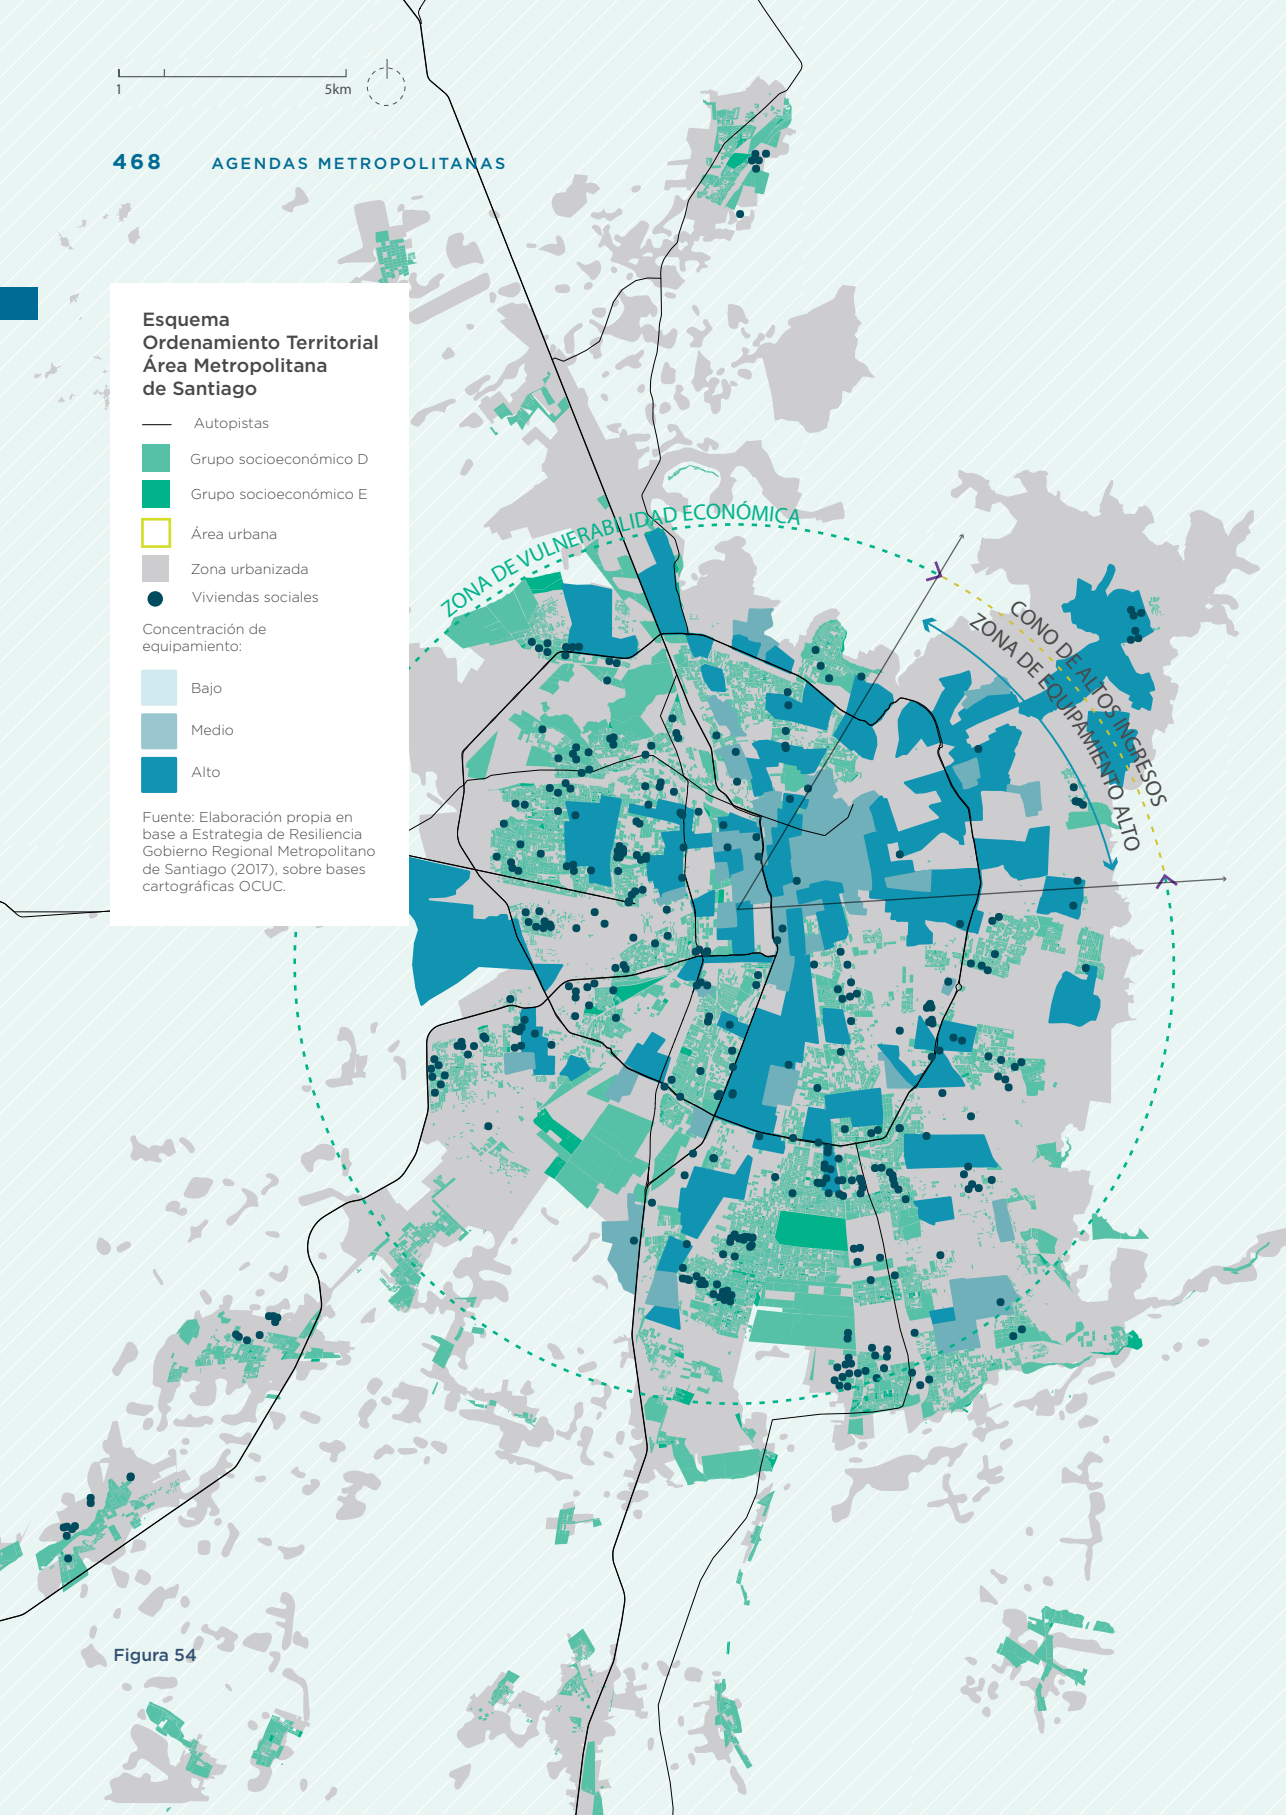 1
5km
468 AGENDAS METROPOLITANAS
Esquema
Ordenamiento Territorial
Área Metropolitana
de Santiago
Autopistas
Grupo socioeconómico D
Grupo socioeconómico E
Área urbana
Zona urbanizada
Viviendas sociales
Concentración de
equipamiento:
Bajo
Medio
Alto
Fuente: Elaboración propia en
base a Estrategia de Resiliencia
Gobierno Regional Metropolitano
de Santiago (2017), sobre bases
cartográficas OCUC.
ZONA DE VULNERABILIDAD ECONÓMICA
CONO DE ALTOS INGRESOS
ZONA DE EQUIPAMIENTO ALTO
Figura 54